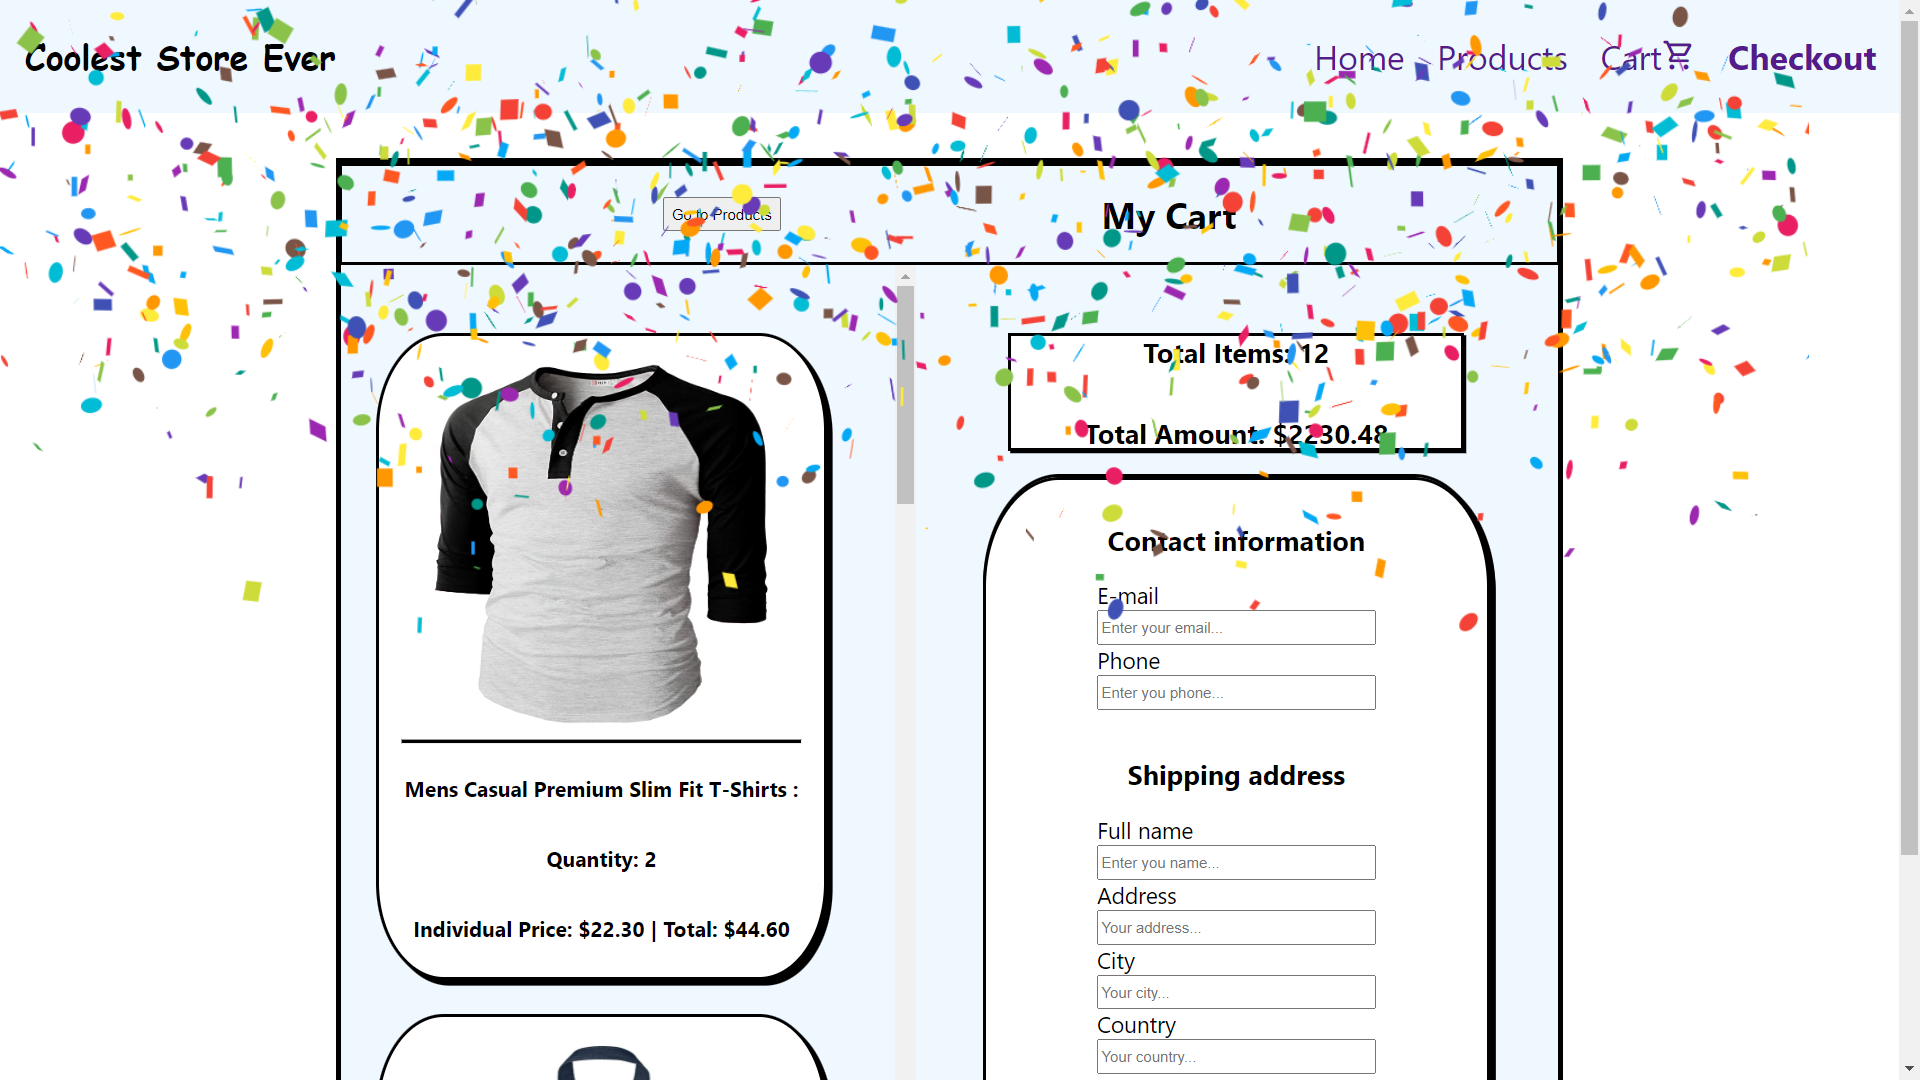 Coolest Store Ever
Home Products Cart Checkout
Go to Products
My Cart
Mens Casual Premium Slim Fit T-Shirts :
Quantity: 2
Individual Price: $22.30 | Total: $44.60
Total Items: 12
Total Amount: $2230.48
Contact information
E-mail
Enter your email...
Phone
Enter you phone...
Shipping address
Full name
Enter you name...
Address
Your address...
City
Your city...
Country
Your country...